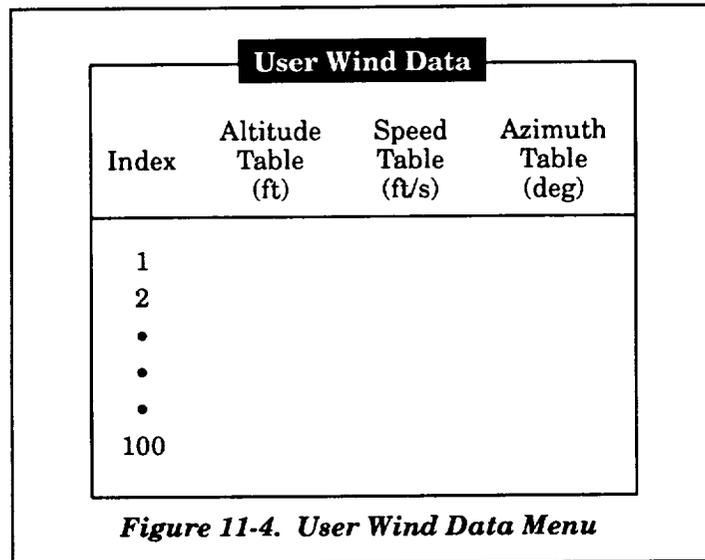 User Wind Data
Index Altitude Table (ft) Speed Table (ft/s) Azimuth Table (deg)
1
2
•
•
•
100
Figure 11-4. User Wind Data Menu